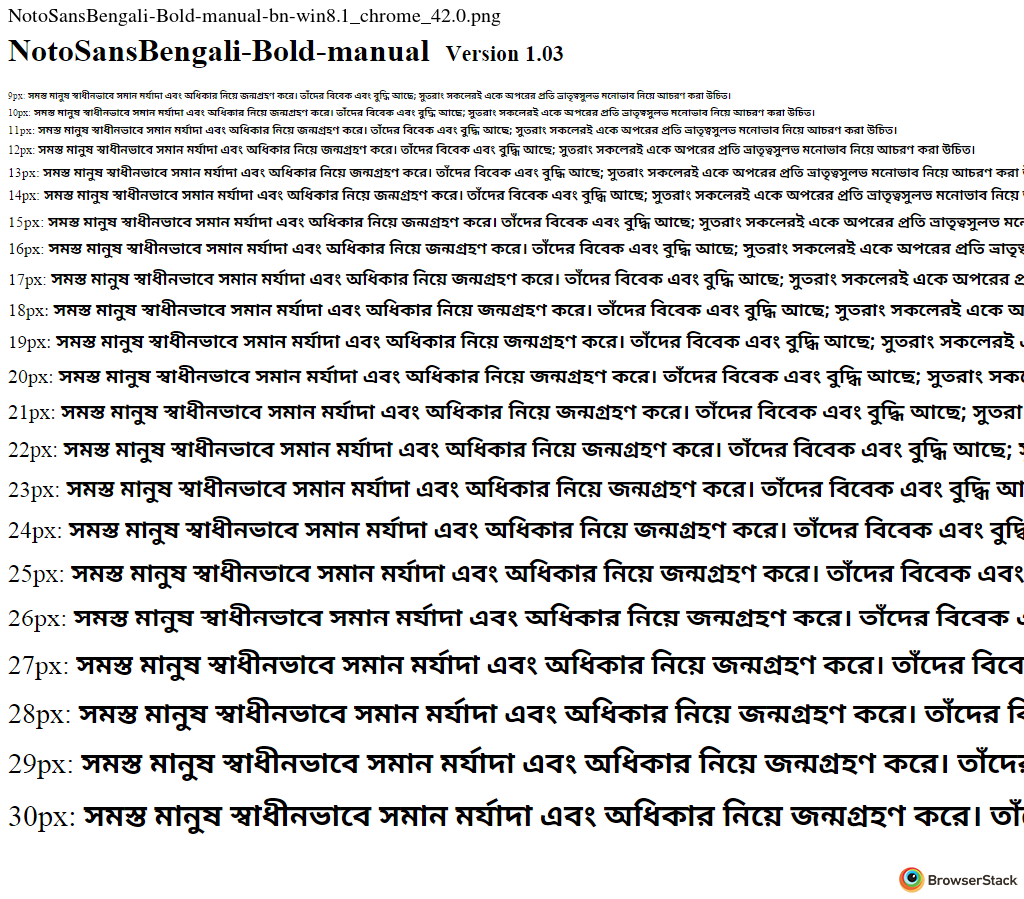 NotoSansBengali-Bold-manual-bn-win8.1_chrome_42.0.png
NotoSansBengali-Bold-manual Version 1.03
9px: সমস্ত মানুষ স্বাধীনভাবে সমান মর্যাদা এবং অধিকার নিয়ে জন্মগ্রহণ করে। তাঁদের বিবেক এবং বুদ্ধি আছে; সুতরাং সকলেরই একে অপরের প্রতি ভ্রাতৃত্বসুলভ মনোভাব নিয়ে আচরণ করা উচিত।
10px: সমস্ত মানুষ স্বাধীনভাবে সমান মর্যাদা এবং অধিকার নিয়ে জন্মগ্রহণ করে। তাঁদের বিবেক এবং বুদ্ধি আছে; সুতরাং সকলেরই একে অপরের প্রতি ভ্রাতৃত্বসুলভ মনোভাব নিয়ে আচরণ করা উচিত।
11px: সমস্ত মানুষ স্বাধীনভাবে সমান মর্যাদা এবং অধিকার নিয়ে জন্মগ্রহণ করে। তাঁদের বিবেক এবং বুদ্ধি আছে; সুতরাং সকলেরই একে অপরের প্রতি ভ্রাতৃত্বসুলভ মনোভাব নিয়ে আচরণ করা উচিত।
12px: সমস্ত মানুষ স্বাধীনভাবে সমান মর্যাদা এবং অধিকার নিয়ে জন্মগ্রহণ করে। তাঁদের বিবেক এবং বুদ্ধি আছে; সুতরাং সকলেরই একে অপরের প্রতি ভ্রাতৃত্বসুলভ মনোভাব নিয়ে আচরণ করা উচিত।
13px: সমস্ত মানুষ স্বাধীনভাবে সমান মর্যাদা এবং অধিকার নিয়ে জন্মগ্রহণ করে। তাঁদের বিবেক এবং বুদ্ধি আছে; সুতরাং সকলেরই একে অপরের প্রতি ভ্রাতৃত্বসুলভ মনোভাব নিয়ে আচরণ করা
14px: সমস্ত মানুষ স্বাধীনভাবে সমান মর্যাদা এবং অধিকার নিয়ে জন্মগ্রহণ করে। তাঁদের বিবেক এবং বুদ্ধি আছে; সুতরাং সকলেরই একে অপরের প্রতি ভ্রাতৃত্বসুলভ মনোভাব নিয়ে
15px: সমস্ত মানুষ স্বাধীনভাবে সমান মর্যাদা এবং অধিকার নিয়ে জন্মগ্রহণ করে। তাঁদের বিবেক এবং বুদ্ধি আছে; সুতরাং সকলেরই একে অপরের প্রতি ভ্রাতৃত্বসুলভ
16px: সমস্ত মানুষ স্বাধীনভাবে সমান মর্যাদা এবং অধিকার নিয়ে জন্মগ্রহণ করে। তাঁদের বিবেক এবং বুদ্ধি আছে; সুতরাং সকলেরই একে অপরের প্রতি
17px: সমস্ত মানুষ স্বাধীনভাবে সমান মর্যাদা এবং অধিকার নিয়ে জন্মগ্রহণ করে। তাঁদের বিবেক এবং বুদ্ধি আছে; সুতরাং সকলেরই একে অপরের
18px: সমস্ত মানুষ স্বাধীনভাবে সমান মর্যাদা এবং অধিকার নিয়ে জন্মগ্রহণ করে। তাঁদের বিবেক এবং বুদ্ধি আছে; সুতরাং সকলেরই একে
19px: সমস্ত মানুষ স্বাধীনভাবে সমান মর্যাদা এবং অধিকার নিয়ে জন্মগ্রহণ করে। তাঁদের বিবেক এবং বুদ্ধি আছে; সুতরাং সকলেরই
20px: সমস্ত মানুষ স্বাধীনভাবে সমান মর্যাদা এবং অধিকার নিয়ে জন্মগ্রহণ করে। তাঁদের বিবেক এবং বুদ্ধি আছে; সুতরাং
21px: সমস্ত মানুষ স্বাধীনভাবে সমান মর্যাদা এবং অধিকার নিয়ে জন্মগ্রহণ করে। তাঁদের বিবেক এবং বুদ্ধি আছে; সুতরা
22px: সমস্ত মানুষ স্বাধীনভাবে সমান মর্যাদা এবং অধিকার নিয়ে জন্মগ্রহণ করে। তাঁদের বিবেক এবং বুদ্ধি আছে;
23px: সমস্ত মানুষ স্বাধীনভাবে সমান মর্যাদা এবং অধিকার নিয়ে জন্মগ্রহণ করে। তাঁদের বিবেক এবং বুদ্ধি
24px: সমস্ত মানুষ স্বাধীনভাবে সমান মর্যাদা এবং অধিকার নিয়ে জন্মগ্রহণ করে। তাঁদের বিবেক এবং বুদ্ধি
25px: সমস্ত মানুষ স্বাধীনভাবে সমান মর্যাদা এবং অধিকার নিয়ে জন্মগ্রহণ করে। তাঁদের বিবেক এবং
26px: সমস্ত মানুষ স্বাধীনভাবে সমান মর্যাদা এবং অধিকার নিয়ে জন্মগ্রহণ করে। তাঁদের বিবেক
27px: সমস্ত মানুষ স্বাধীনভাবে সমান মর্যাদা এবং অধিকার নিয়ে জন্মগ্রহণ করে। তাঁদের বিবে
28px: সমস্ত মানুষ স্বাধীনভাবে সমান মর্যাদা এবং অধিকার নিয়ে জন্মগ্রহণ করে। তাঁদের
29px: সমস্ত মানুষ স্বাধীনভাবে সমান মর্যাদা এবং অধিকার নিয়ে জন্মগ্রহণ করে। তাঁদের
30px: সমস্ত মানুষ স্বাধীনভাবে সমান মর্যাদা এবং অধিকার নিয়ে জন্মগ্রহণ করে। তাঁ
BrowserStack